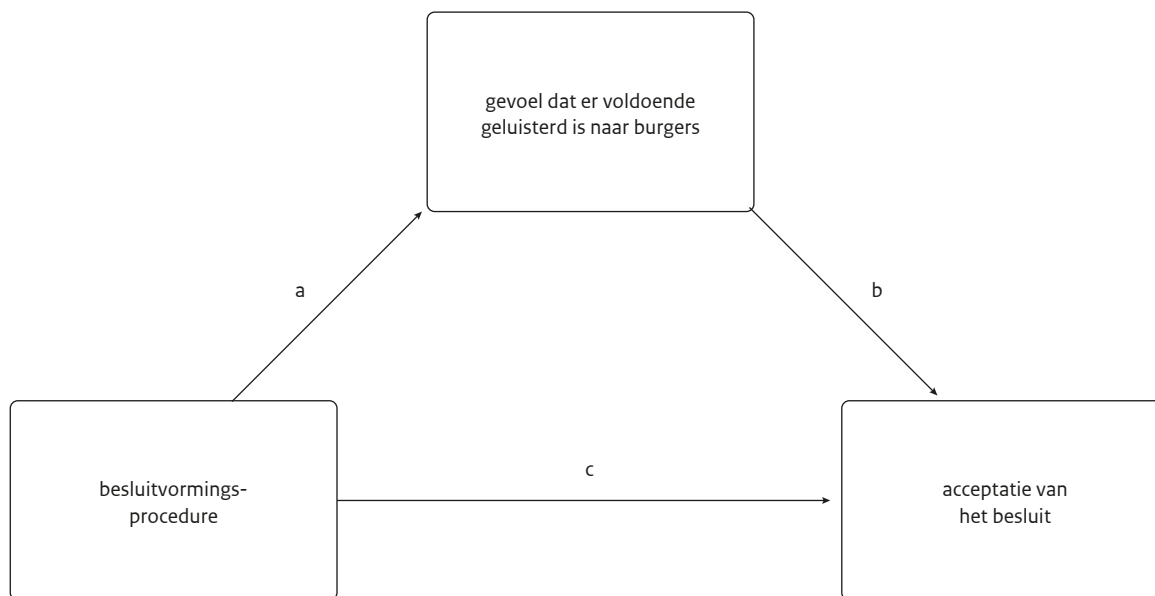 gevoel dat er voldoende
geluisterd is naar burgers
a
b
c
besluitvormings-
procedure
acceptatie van
het besluit